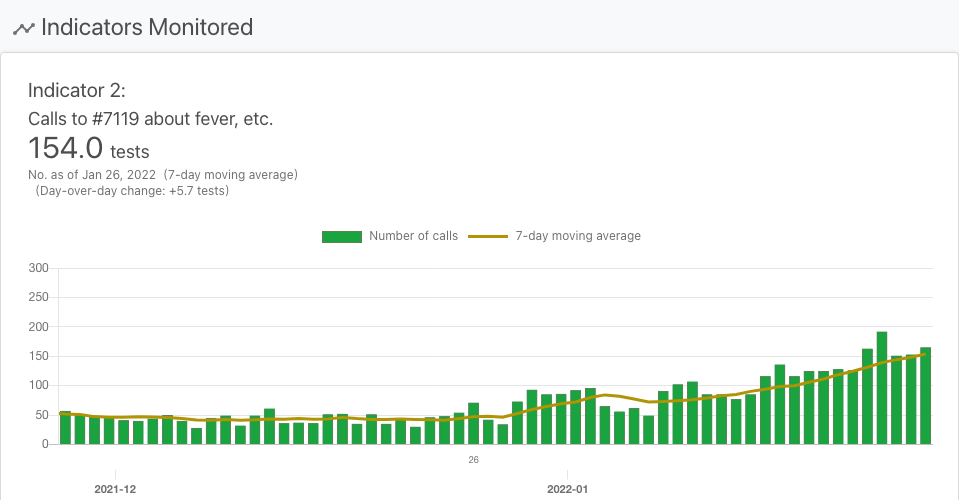 Indicators Monitored
Indicator 2:
Calls to #7119 about fever, etc.
154.0 tests
No. as of Jan 26, 2022 (7-day moving average)
(Day-over-day change: +5.7 tests)
Number of calls 7-day moving average
300
250
200
150
100
50
0
26
2021-12 2022-01